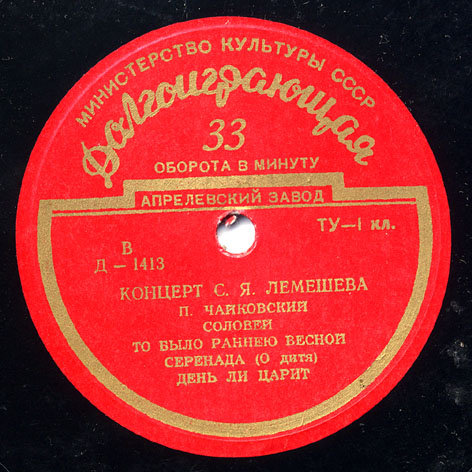 МИНИСТЕРСТВО КУЛЬТУРЫ СССР
Долгоиграющая
33
ОБОРОТА В МИНУТУ
АПРЕЛЕВСКИЙ ЗАВОД
ТУ—I кл.
В
Д — 1413
КОНЦЕРТ С. Я. ЛЕМЕШЕВА
П. ЧАЙКОВСКИЙ
СОЛОВЕЙ
ТО БЫЛО РАННЕЮ ВЕСНОЙ
СЕРЕНАДА (О дитя)
ДЕНЬ ЛИ ЦАРИТ